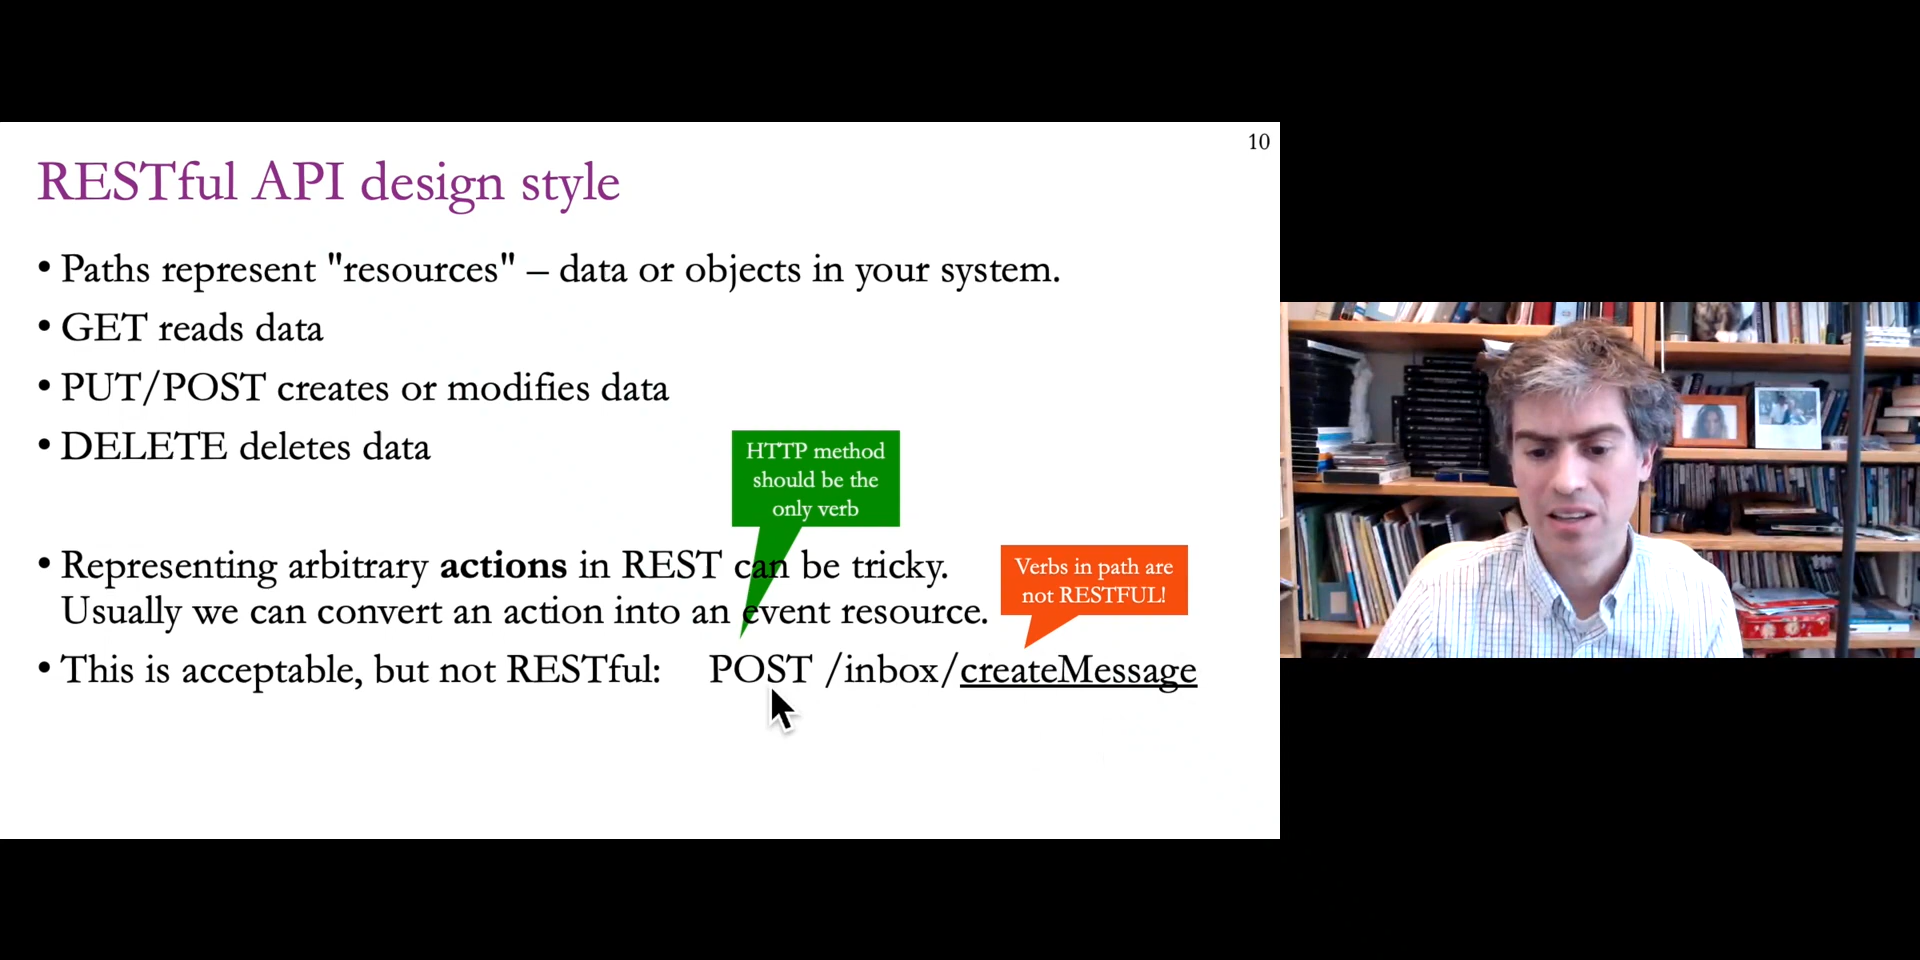 10
RESTful API design style
• Paths represent "resources" – data or objects in your system.
• GET reads data
• PUT/POST creates or modifies data
• DELETE deletes data
HTTP method
should be the
only verb
• Representing arbitrary actions in REST can be tricky.
Usually we can convert an action into an event resource.
Verbs in path are
not RESTFUL!
• This is acceptable, but not RESTful: POST /inbox/createMessage